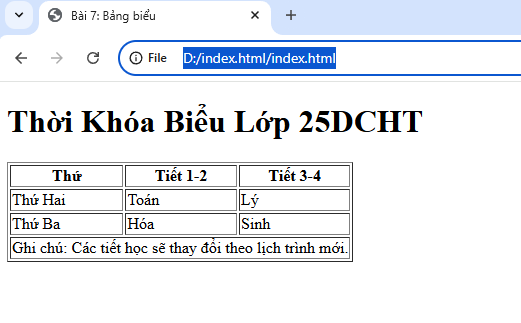 Bài 7: Bảng biểu
File D:/index.html/index.html
Thời Khóa Biểu Lớp 25DCHT
Thứ Tiết 1-2 Tiết 3-4
Thứ Hai Toán Lý
Thứ Ba Hóa Sinh
Ghi chú: Các tiết học sẽ thay đổi theo lịch trình mới.